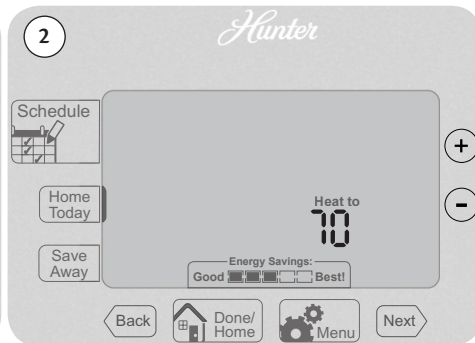 2
Hunter
Schedule
+
Home
Today
Heat to
70
-
Save
Away
Energy Savings:
Good Best!
Back
Done/
Home
Menu
Next